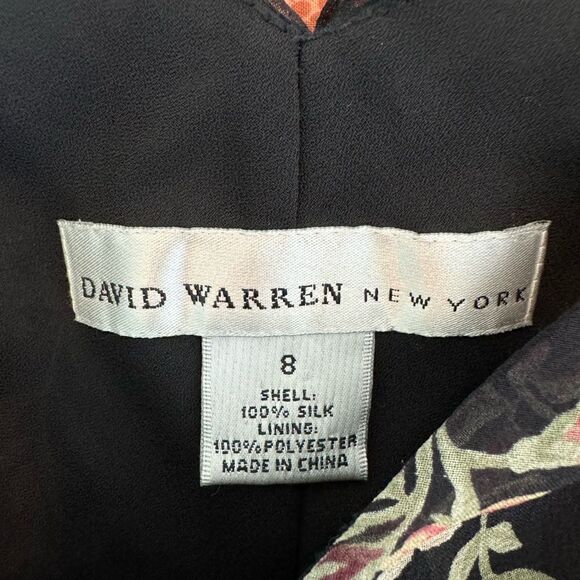 DAVID WARREN NEW YORK
8
SHELL:
100% SILK
LINING:
100%POLYESTER
MADE IN CHINA